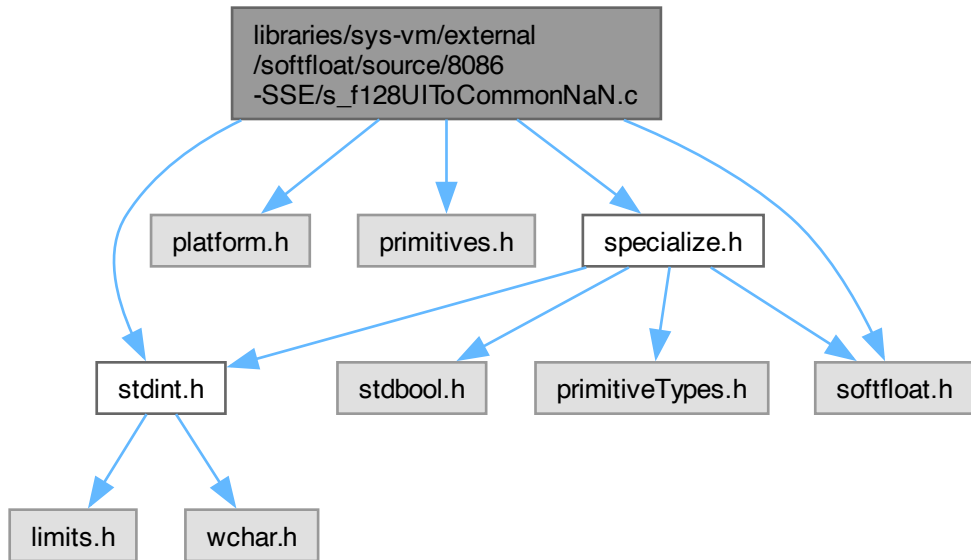 libraries/sys-vm/external
/softfloat/source/8086
-SSE/s_f128UIToCommonNaN.c
platform.h
primitives.h
specialize.h
stdint.h
stdbool.h
primitiveTypes.h
softfloat.h
limits.h
wchar.h